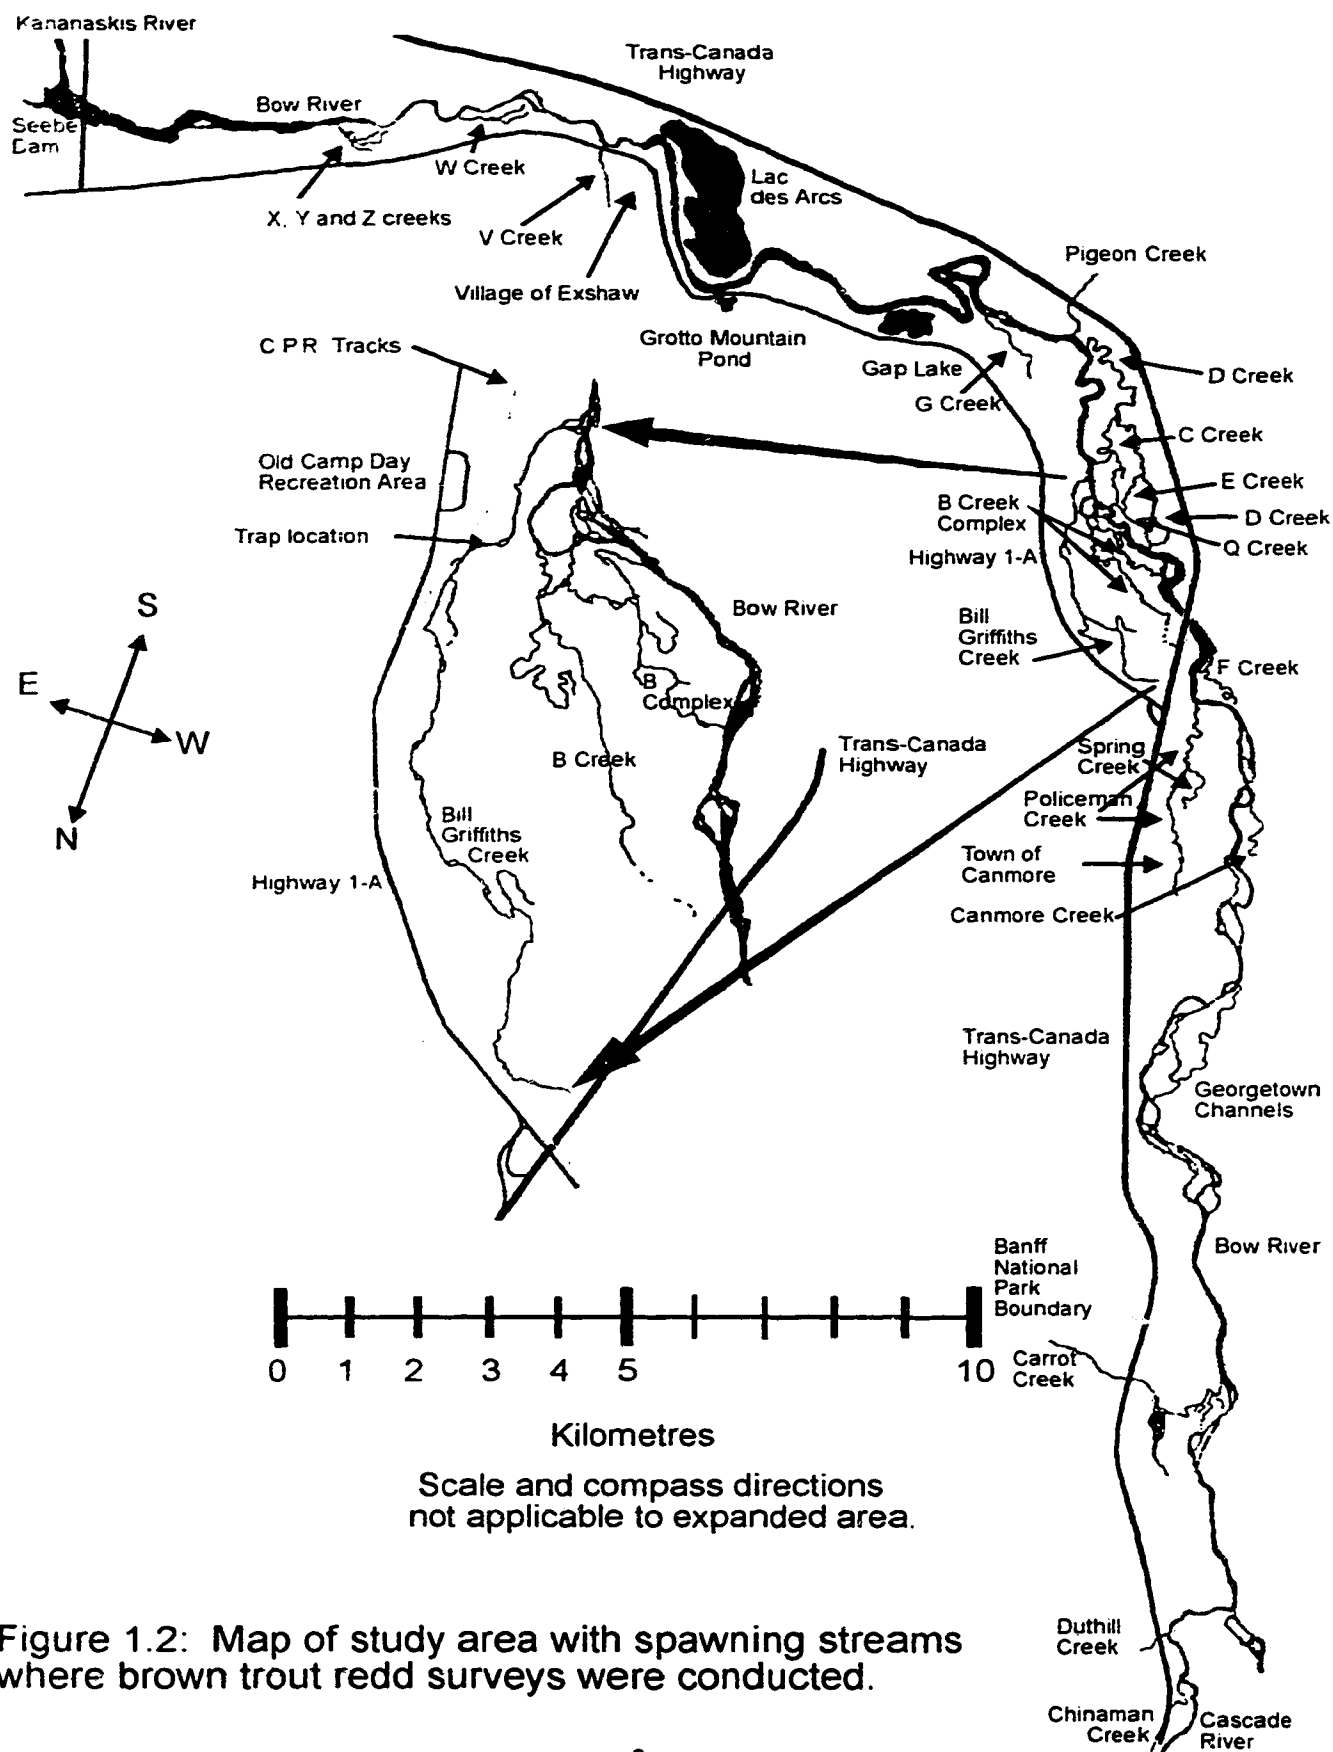 Kananaskis River
Trans-Canada
Highway
Bow River
Seebe
Dam
W Creek
Lac
des Arcs
X, Y and Z creeks
V Creek
Pigeon Creek
Village of Exshaw
C P R Tracks
Grotto Mountain
Pond
Gap Lake
D Creek
G Creek
C Creek
Old Camp Day
Recreation Area
E Creek
B Creek
Complex
D Creek
Trap location
Q Creek
Highway 1-A
S
Bow River
Bill
Griffiths
Creek
F Creek
E
W
B
Complex
B Creek
Trans-Canada
Highway
Spring
Creek
N
Policeman
Creek
Bill
Griffiths
Creek
Town of
Canmore
Highway 1-A
Canmore Creek
Trans-Canada
Highway
Georgetown
Channels
Banff
National
Park
Boundary
Bow River
0 1 2 3 4 5 10
Carrot
Creek
Kilometres
Scale and compass directions
not applicable to expanded area.
Duthill
Creek
Figure 1.2: Map of study area with spawning streams
where brown trout redd surveys were conducted.
Chinaman
Creek
Cascade
River